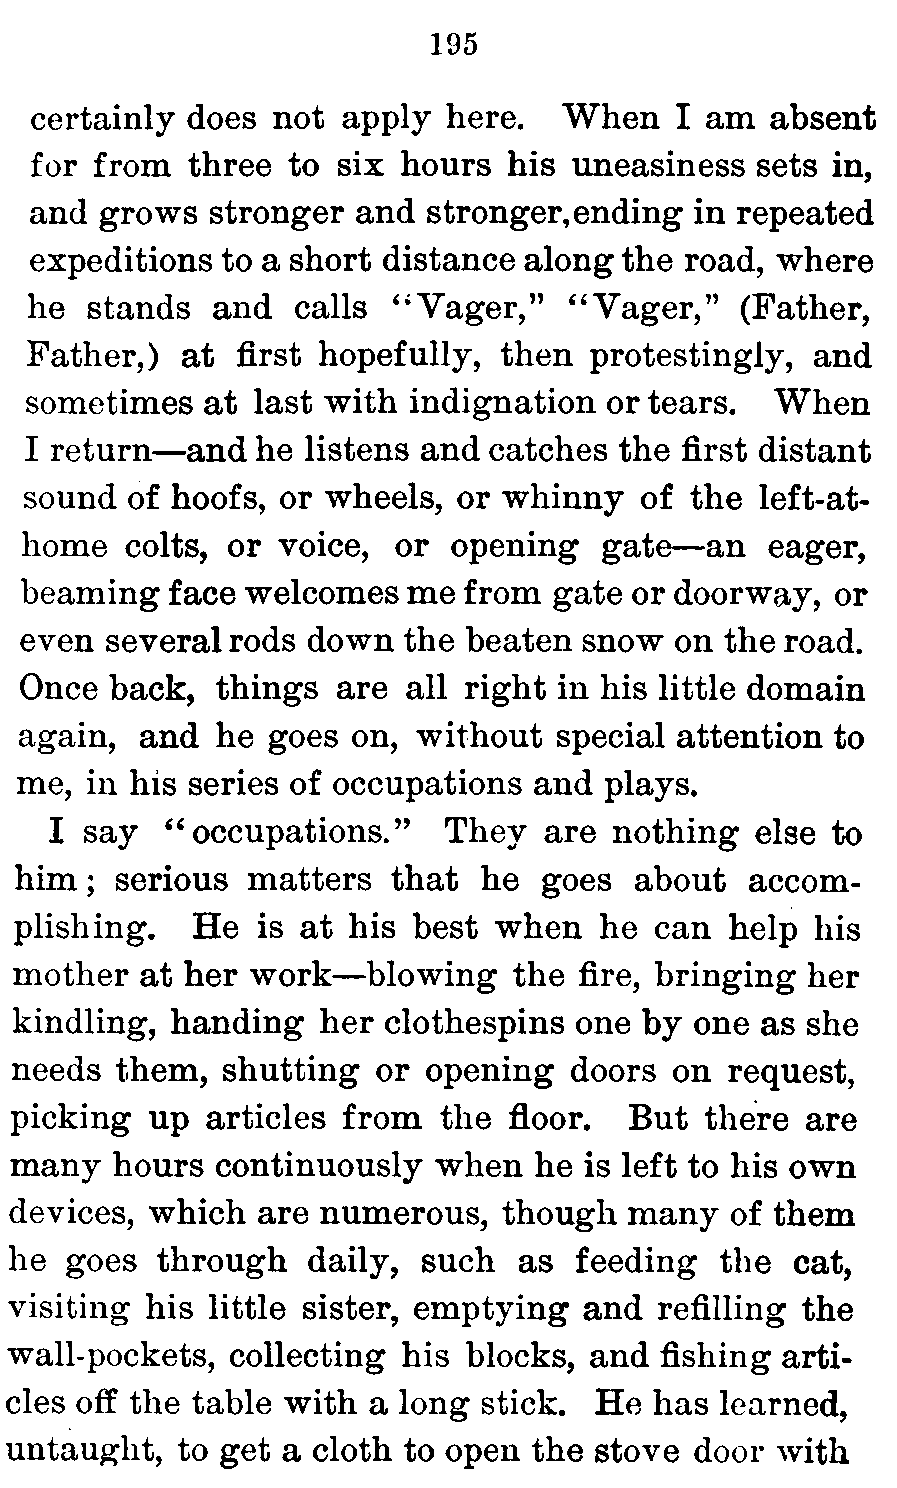 195
certainly does not apply here. When I am absent
for from three to six hours his uneasiness sets in,
and grows stronger and stronger,ending in repeated
expeditions to a short distance along the road, where
he stands and calls “Vager,” “Vager,” (Father,
Father,) at first hopefully, then protestingly, and
sometimes at last with indignation or tears. When
I return—and he listens and catches the first distant
sound of hoofs, or wheels, or whinny of the left-at-
home colts, or voice, or opening gate—an eager,
beaming face welcomes me from gate or doorway, or
even several rods down the beaten snow on the road.
Once back, things are all right in his little domain
again, and he goes on, without special attention to
me, in his series of occupations and plays.
I say “occupations.” They are nothing else to
him; serious matters that he goes about accom-
plishing. He is at his best when he can help his
mother at her work—blowing the fire, bringing her
kindling, handing her clothespins one by one as she
needs them, shutting or opening doors on request,
picking up articles from the floor. But there are
many hours continuously when he is left to his own
devices, which are numerous, though many of them
he goes through daily, such as feeding the cat,
visiting his little sister, emptying and refilling the
wall-pockets, collecting his blocks, and fishing arti-
cles off the table with a long stick. He has learned,
untaught, to get a cloth to open the stove door with